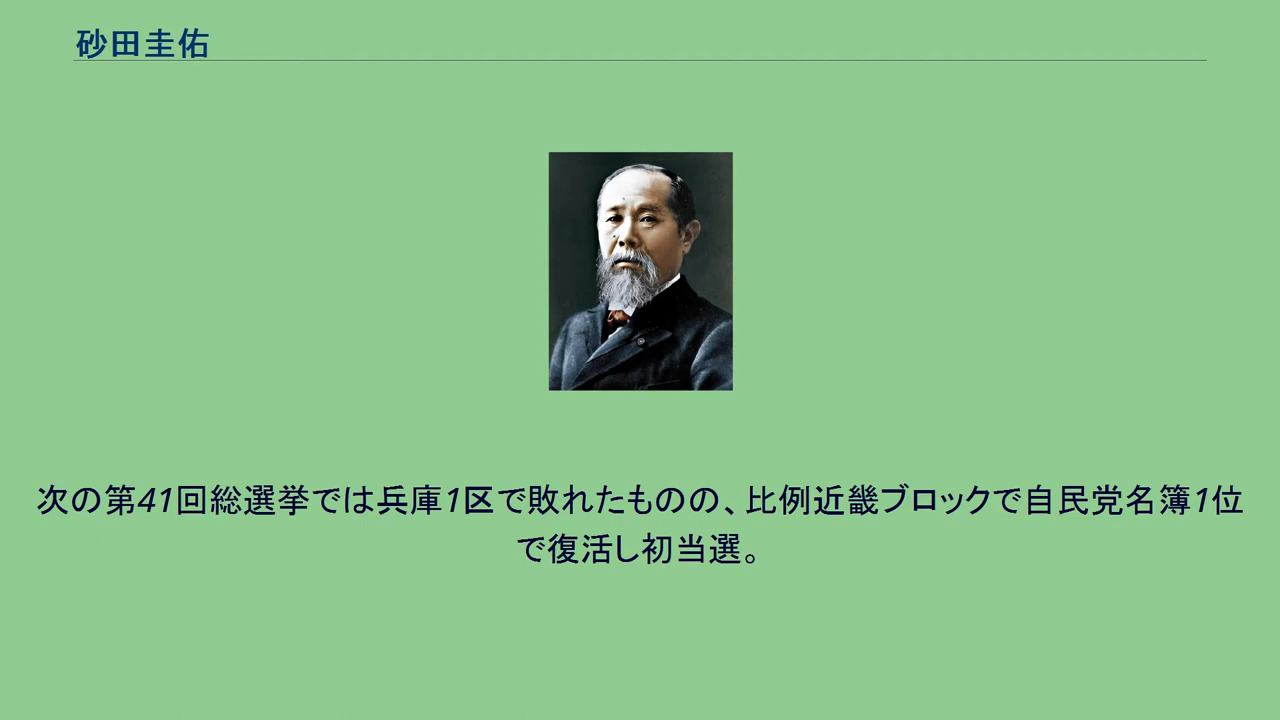 砂田圭佑
次の第41回総選挙では兵庫1区で敗れたものの、比例近畿ブロックで自民党名簿1位
で復活し初当選。